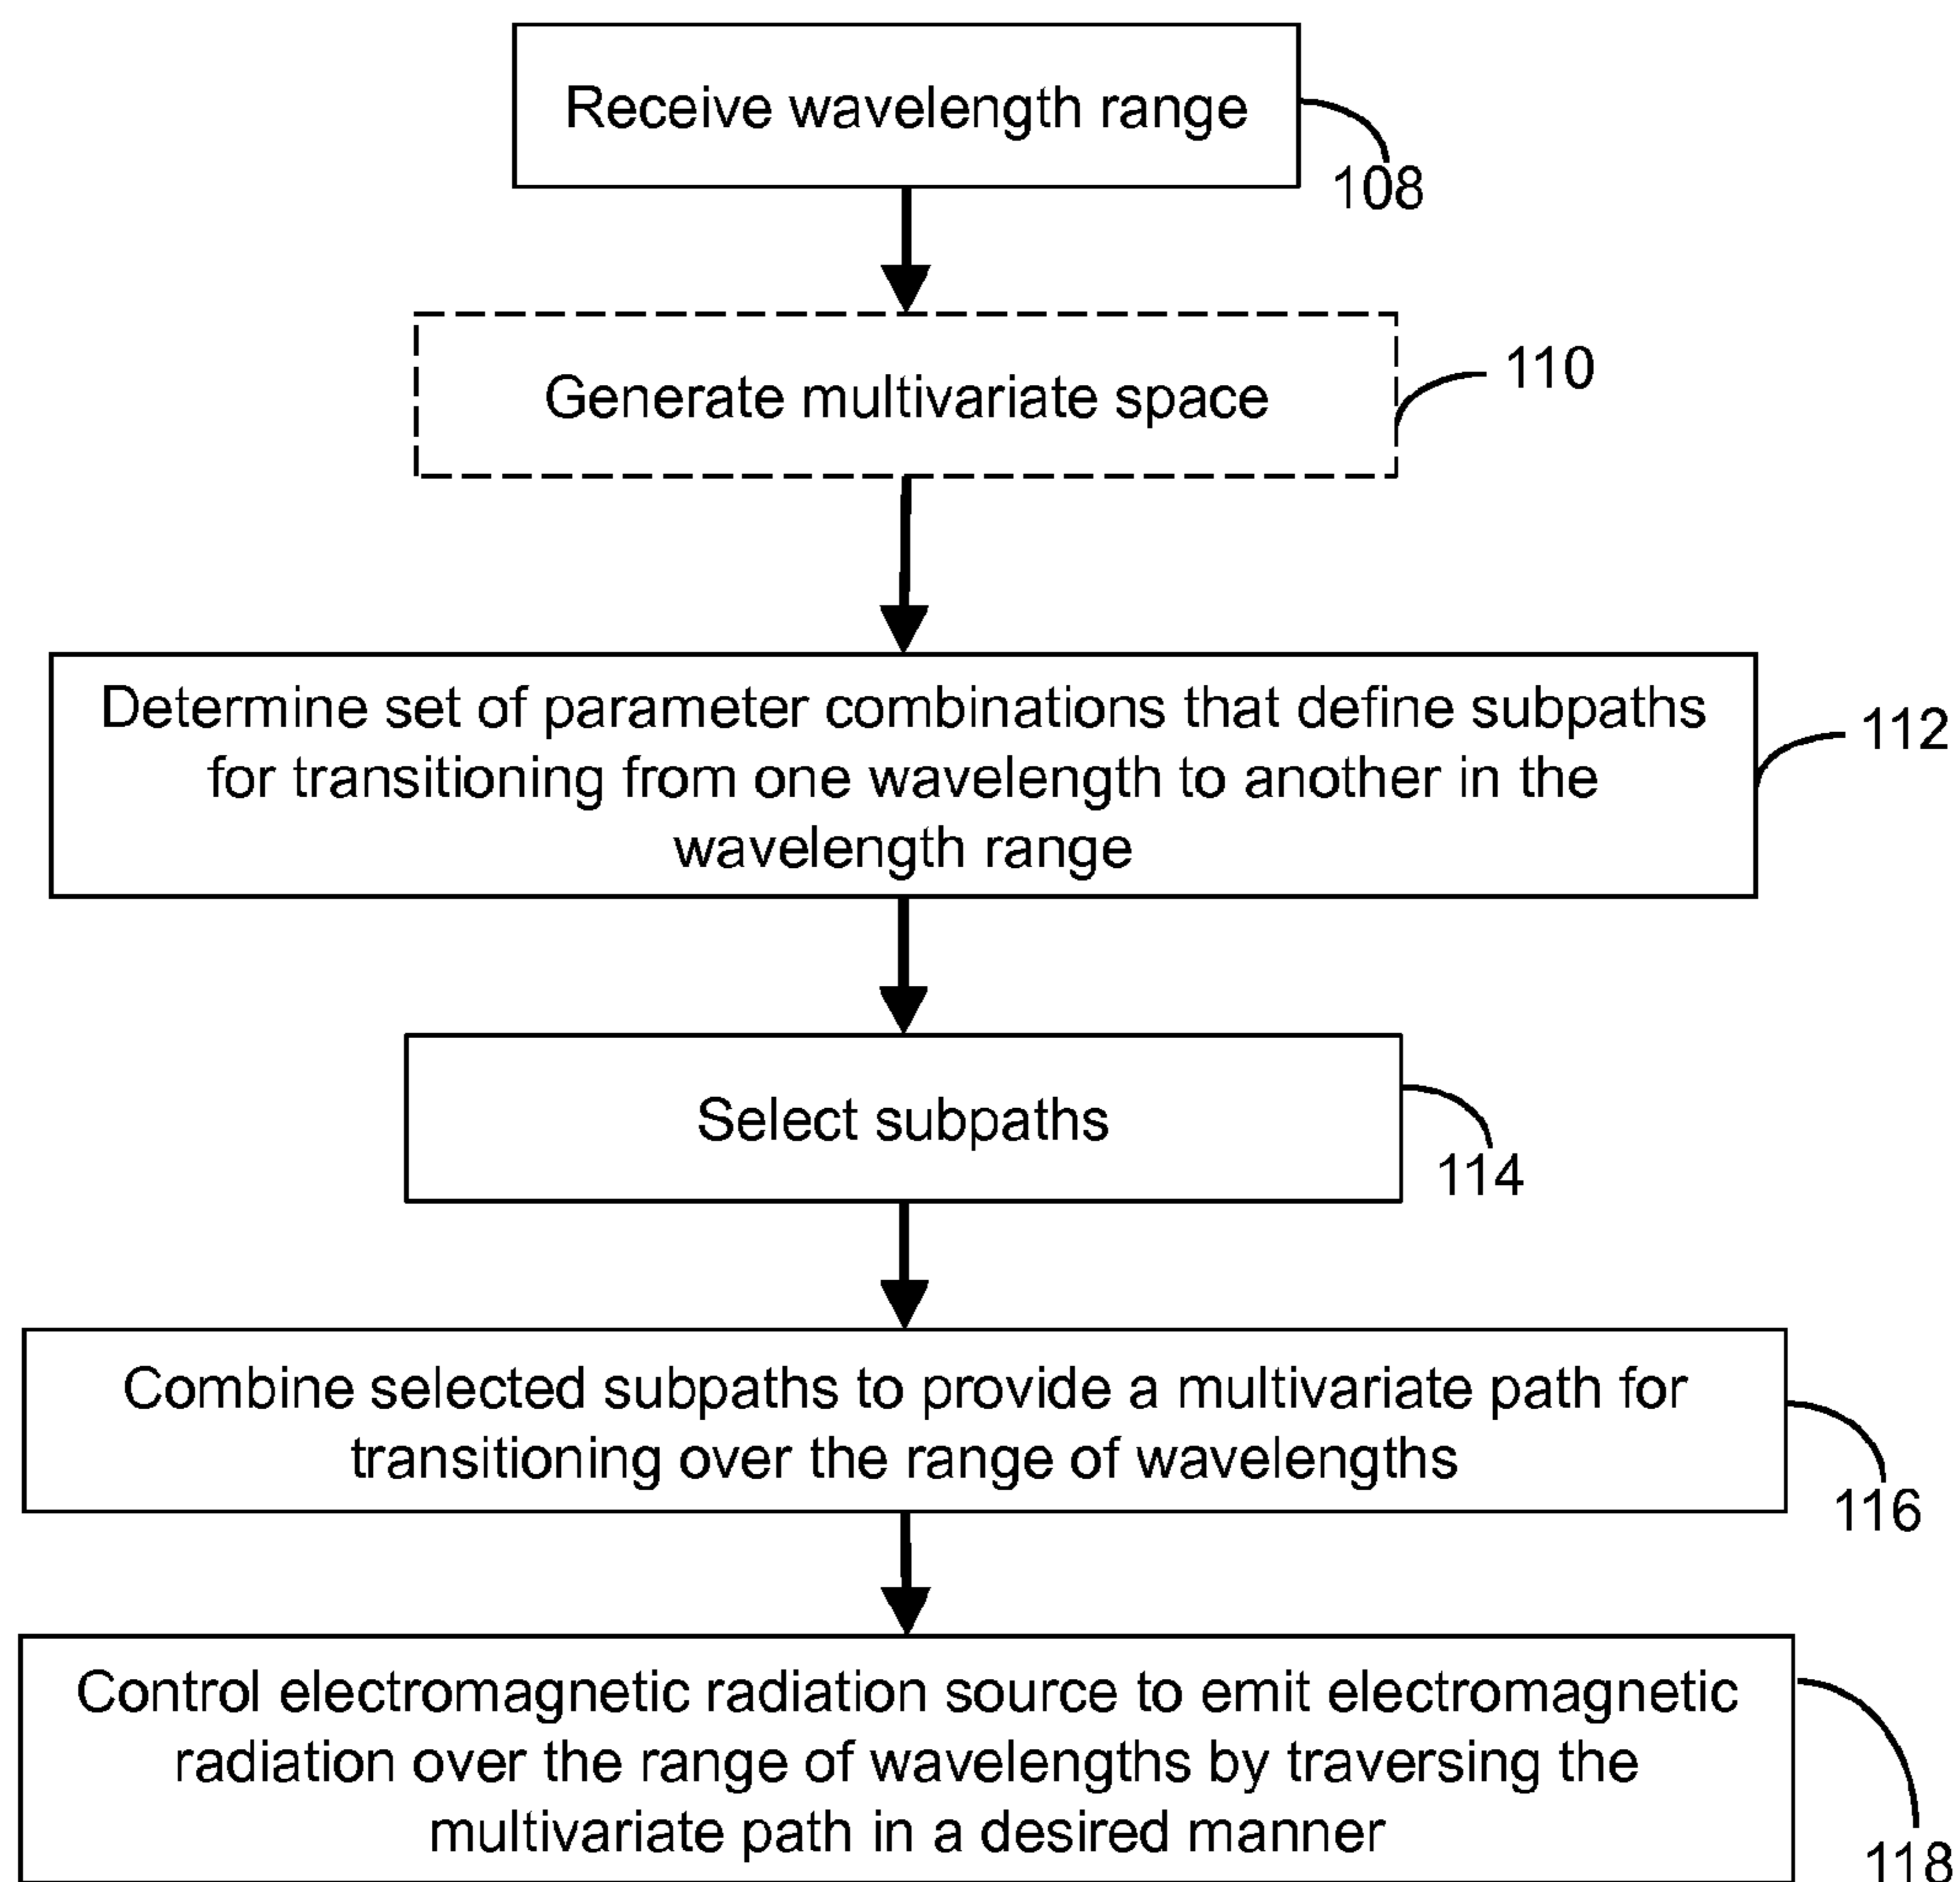 Receive wavelength range
108
Generate multivariate space
110
Determine set of parameter combinations that define subpaths
for transitioning from one wavelength to another in the
wavelength range
112
Select subpaths
114
Combine selected subpaths to provide a multivariate path for
transitioning over the range of wavelengths
116
Control electromagnetic radiation source to emit electromagnetic
radiation over the range of wavelengths by traversing the
multivariate path in a desired manner
118